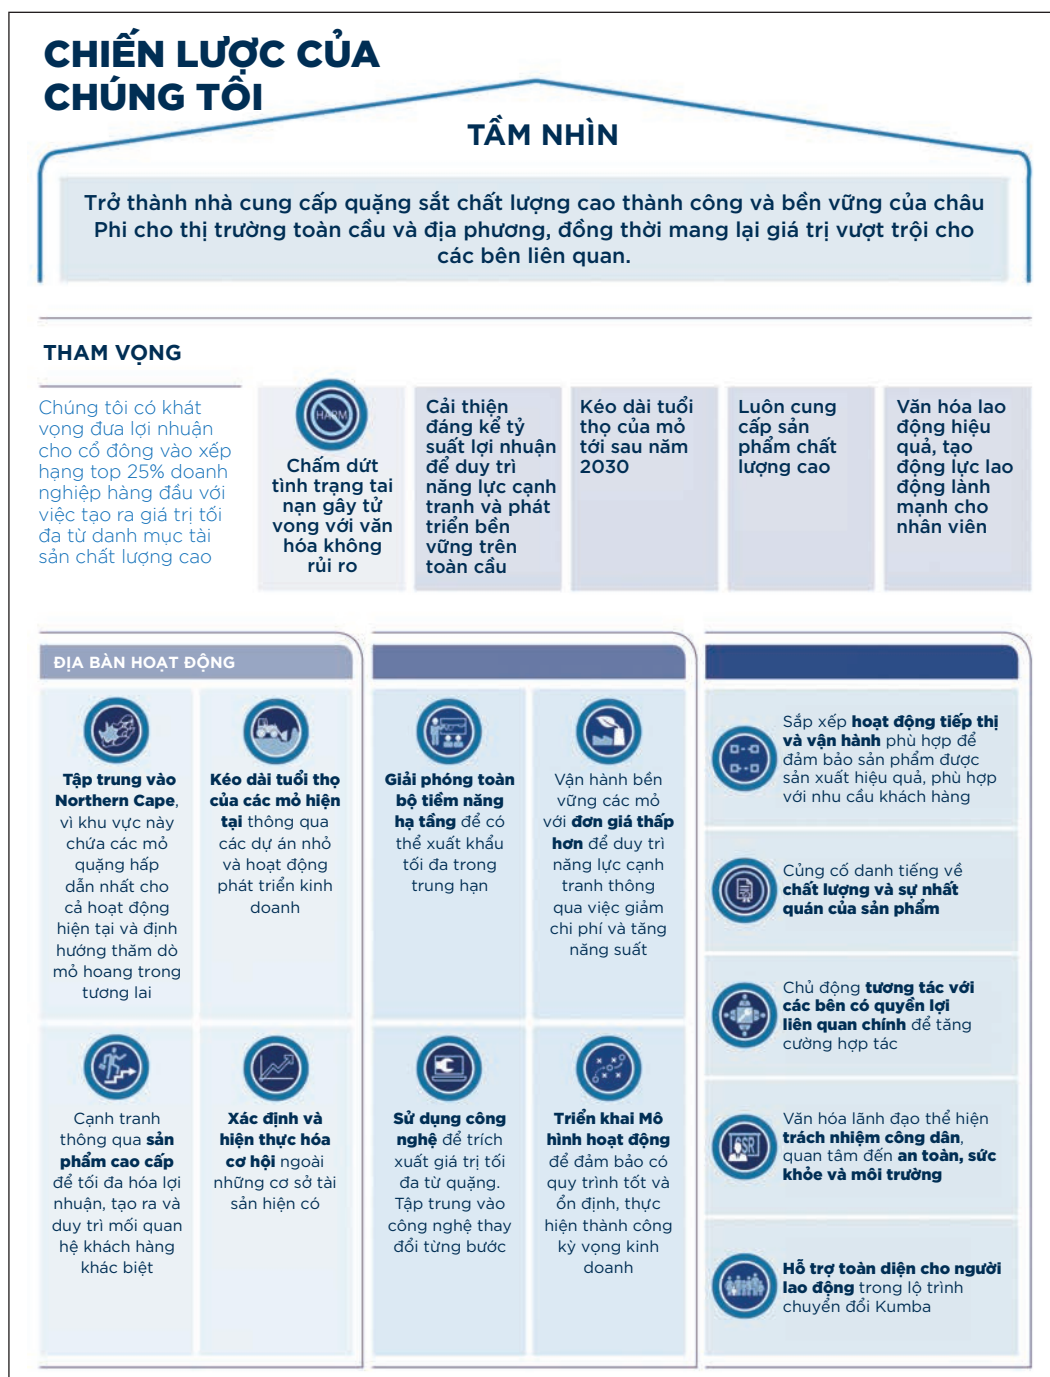 CHIẾN LƯỢC CỦA
CHÚNG TÔI
TẦM NHÌN
Trở thành nhà cung cấp quặng sắt chất lượng cao thành công và bền vững của châu
Phi cho thị trường toàn cầu và địa phương, đồng thời mang lại giá trị vượt trội cho
các bên liên quan.
THAM VỌNG
Chúng tôi có khát
vọng đưa lợi nhuận
cho cổ đông vào xếp
hạng top 25% doanh
nghiệp hàng đầu với
việc tạo ra giá trị tối
đa từ danh mục tài
sản chất lượng cao
HARM
Chấm dứt
tình trạng tai
nạn gây tử
vong với văn
hóa không
rủi ro
Cải thiện
đáng kể tỷ
suất lợi nhuận
để duy trì
năng lực cạnh
tranh và phát
triển bền
vững trên
toàn cầu
Kéo dài tuổi
thọ của mỏ
tới sau năm
2030
Luôn cung
cấp sản
phẩm chất
lượng cao
Văn hóa lao
động hiệu
quả, tạo
động lực lao
động lành
mạnh cho
nhân viên
ĐỊA BÀN HOẠT ĐỘNG
Tập trung vào
Northern Cape,
vì khu vực này
chứa các mỏ
quặng hấp
dẫn nhất cho
cả hoạt động
hiện tại và định
hướng thăm dò
mỏ hoang trong
tương lai
Kéo dài tuổi thọ
của các mỏ hiện
tại thông qua
các dự án nhỏ
và hoạt động
phát triển kinh
doanh
Cạnh tranh
thông qua sản
phẩm cao cấp
để tối đa hóa lợi
nhuận, tạo ra và
duy trì mối quan
hệ khách hàng
khác biệt
Xác định và
hiện thực hóa
cơ hội ngoài
những cơ sở tài
sản hiện có
Giải phóng toàn
bộ tiềm năng
hạ tầng để có
thể xuất khẩu
tối đa trong
trung hạn
Vận hành bền
vững các mỏ
với đơn giá thấp
hơn để duy trì
năng lực cạnh
tranh thông
qua việc giảm
chi phí và tăng
năng suất
Sử dụng công
nghệ để trích
xuất giá trị tối
đa từ quặng.
Tập trung vào
công nghệ thay
đổi từng bước
Triển khai Mô
hình hoạt động
để đảm bảo có
quy trình tốt và
ổn định, thực
hiện thành công
kỳ vọng kinh
doanh
Sắp xếp hoạt động tiếp thị
và vận hành phù hợp để
đảm bảo sản phẩm được
sản xuất hiệu quả, phù hợp
với nhu cầu khách hàng
Củng cố danh tiếng về
chất lượng và sự nhất
quán của sản phẩm
Chủ động tương tác với
các bên có quyền lợi
liên quan chính để tăng
cường hợp tác
SR
Văn hóa lãnh đạo thể hiện
trách nhiệm công dân,
quan tâm đến an toàn, sức
khỏe và môi trường
Hỗ trợ toàn diện cho người
lao động trong lộ trình
chuyển đổi Kumba